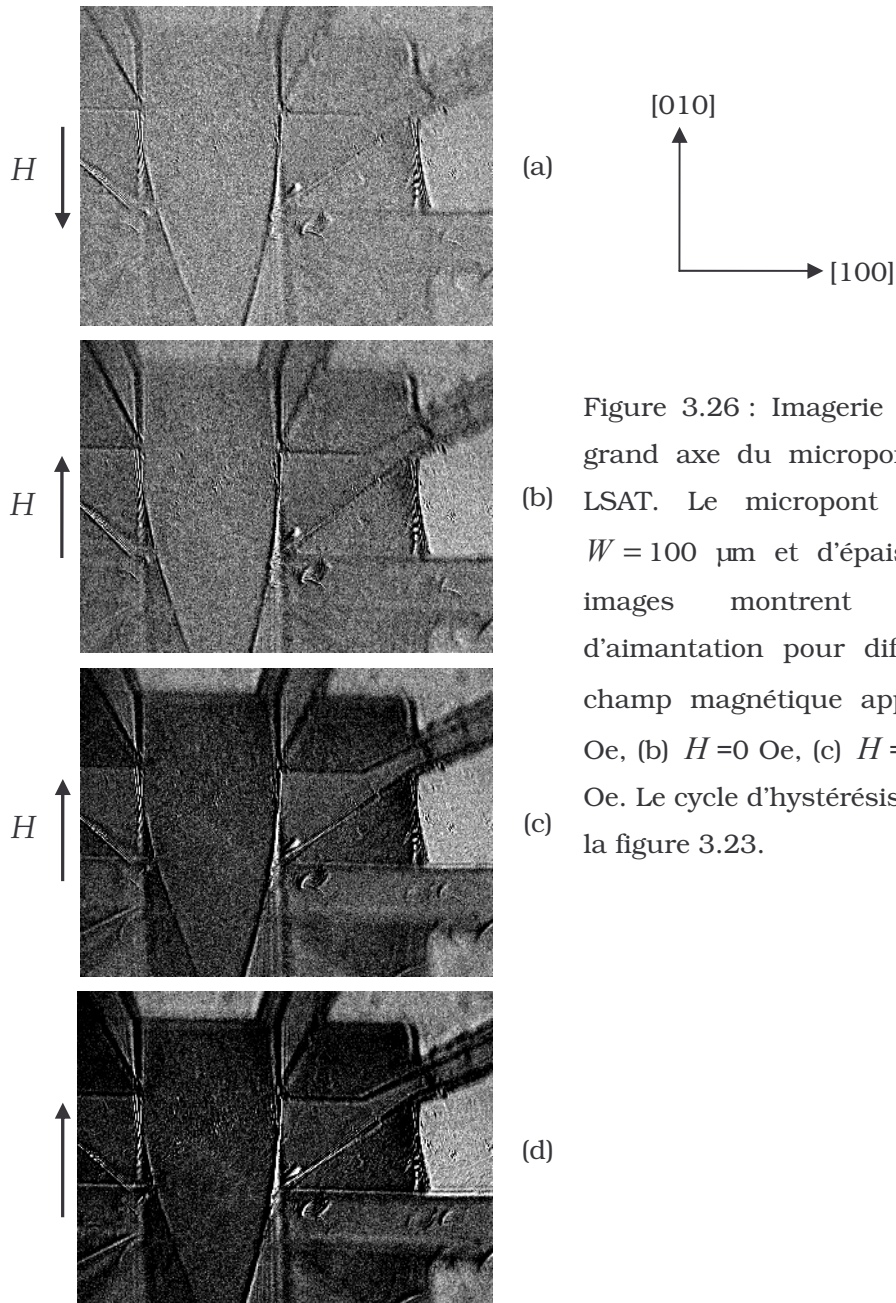 [010]
H
(a)
[100]
Figure 3.26 : Imagerie
grand axe du micropo
LSAT. Le micropont
H
(b)
W = 100 µm et d'épais
images montrent
d'aimantation pour dif
champ magnétique app
Oe, (b) H =0 Oe, (c) H =
Oe. Le cycle d'hystérésis
H
(c)
la figure 3.23.
(d)